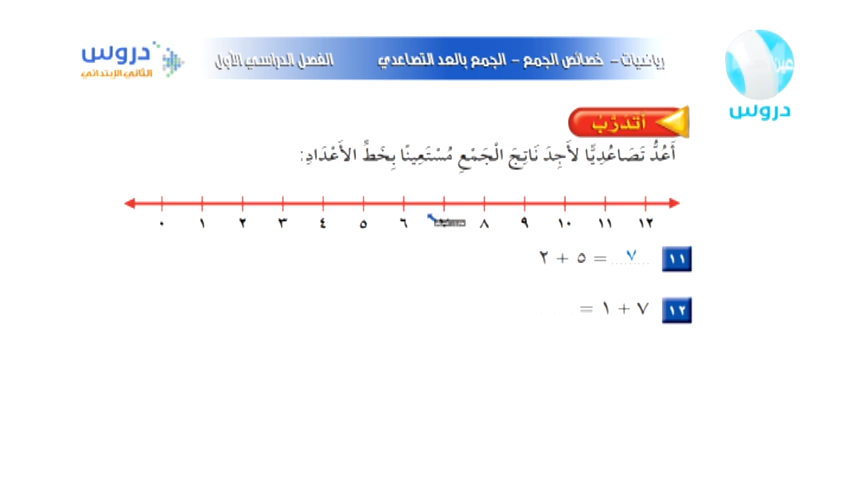 دروس
الثاني الابتدائي
رياضيات - خصائص الجمع - الجمع بالعد التصاعدي الفصل الدراسي الأول
عين
دروس
أَتَدَرَّبُ
أَعُدُّ تَصَاعُدِيًّا لأَجِدَ نَاتِجَ الْجَمْعِ مُسْتَعِينًا بِخَطِّ الأَعْدَادِ:
٠ ١ ٢ ٣ ٤ ٥ ٦ ٨ ٩ ١٠ ١١ ١٢
١١ ٧ = ٥ + ٢
١٢ ٧ + ١ =